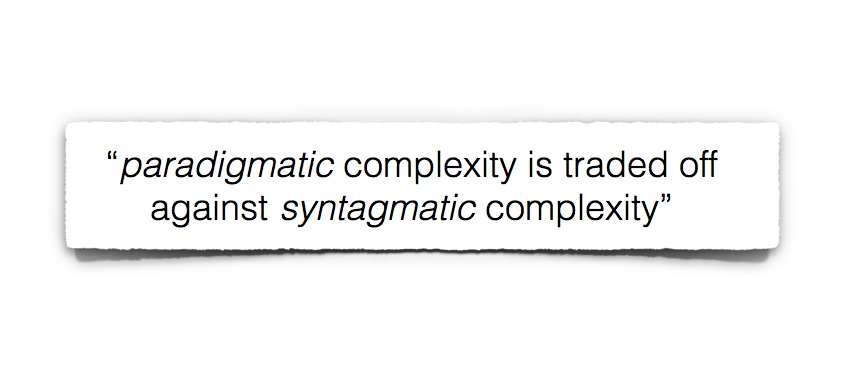 “paradigmatic complexity is traded off
against syntagmatic complexity”